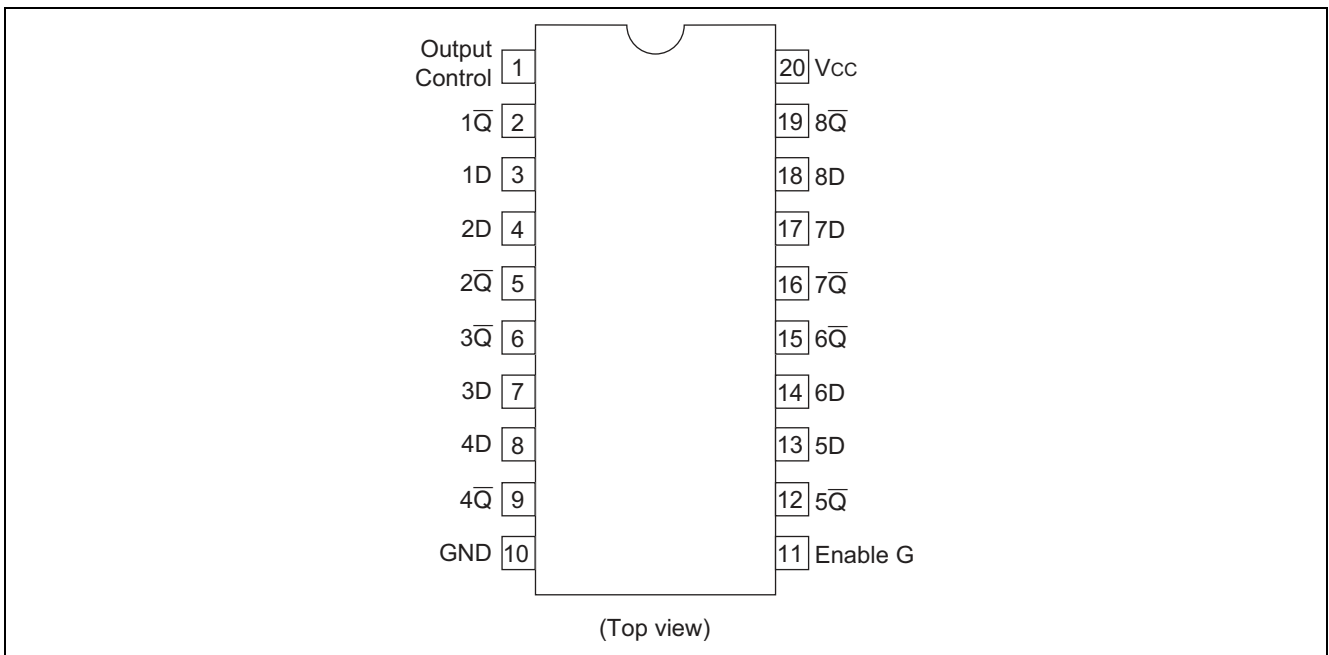 Output
Control 1
20 VCC
1Q̅ 2
19 8Q̅
1D 3
18 8D
2D 4
17 7D
2Q̅ 5
16 7Q̅
3Q̅ 6
15 6Q̅
3D 7
14 6D
4D 8
13 5D
4Q̅ 9
12 5Q̅
GND 10
11 Enable G
(Top view)